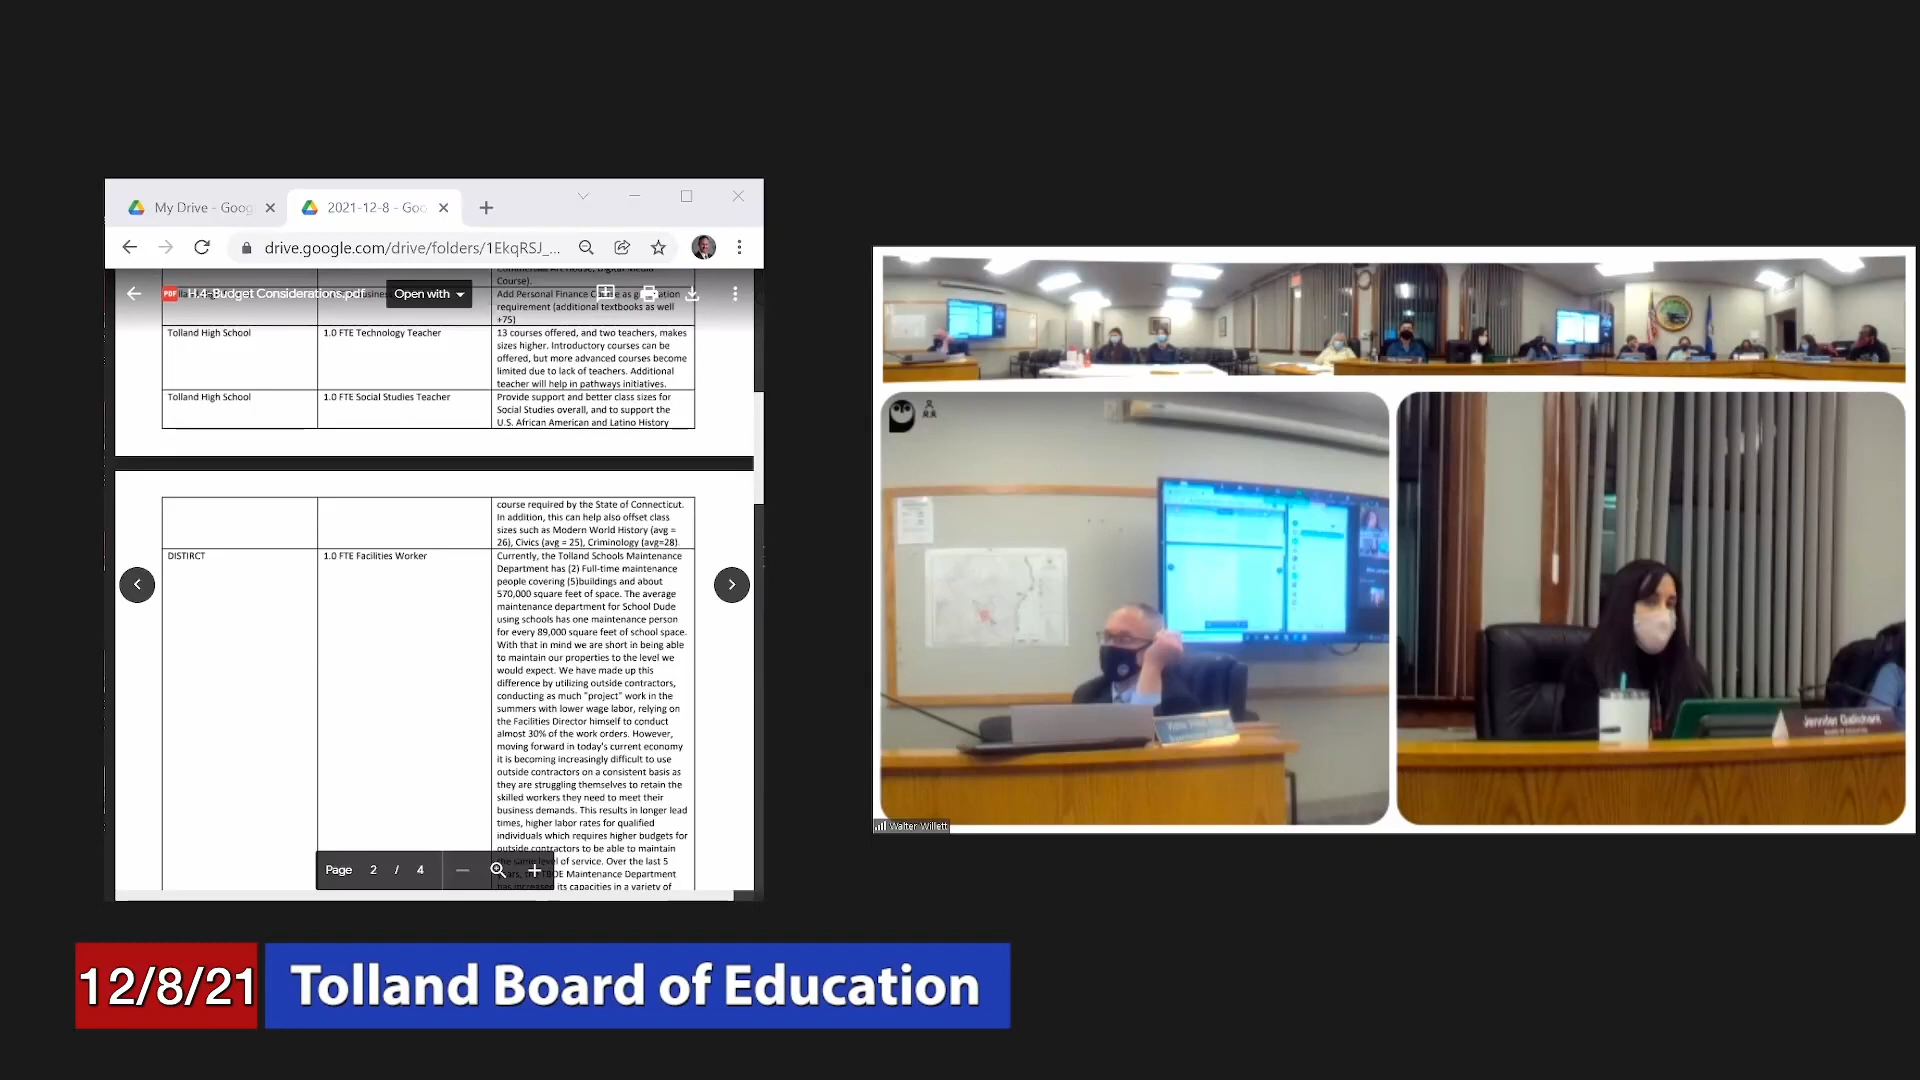 My Drive - Goog
2021-12-8 - Goo
drive.google.com/drive/folders/1EkqRSJ_...
PDF H.4-Budget Considerations.pdf
Open with
Course).
Add Personal Finance
requirement (additional textbooks as well
+75)
Tolland High School
1.0 FTE Technology Teacher
13 courses offered, and two teachers, makes
sizes higher. Introductory courses can be
offered, but more advanced courses become
limited due to lack of teachers. Additional
teacher will help in pathways initiatives.
Tolland High School
1.0 FTE Social Studies Teacher
Provide support and better class sizes for
Social Studies overall, and to support the
U.S. African American and Latino History
course required by the State of Connecticut.
In addition, this can help also offset class
sizes such as Modern World History (avg =
26), Civics (avg = 25), Criminology (avg=28).
DISTIRCT
1.0 FTE Facilities Worker
Currently, the Tolland Schools Maintenance
Department has (2) Full-time maintenance
people covering (5)buildings and about
570,000 square feet of space. The average
maintenance department for School Dude
using schools has one maintenance person
for every 89,000 square feet of school space.
With that in mind we are short in being able
to maintain our properties to the level we
would expect. We have made up this
difference by utilizing outside contractors,
conducting as much "project" work in the
summers with lower wage labor, relying on
the Facilities Director himself to conduct
almost 30% of the work orders. However,
moving forward in today's current economy
it is becoming increasingly difficult to use
outside contractors on a consistent basis as
they are struggling themselves to retain the
skilled workers they need to meet their
business demands. This results in longer lead
times, higher labor rates for qualified
individuals which requires higher budgets for
outside contractors to be able to maintain
the same level of service. Over the last 5
years, the TBOE Maintenance Department
has increased its capacities in a variety of
Page 2 / 4
Walter Willett
12/8/21
Tolland Board of Education